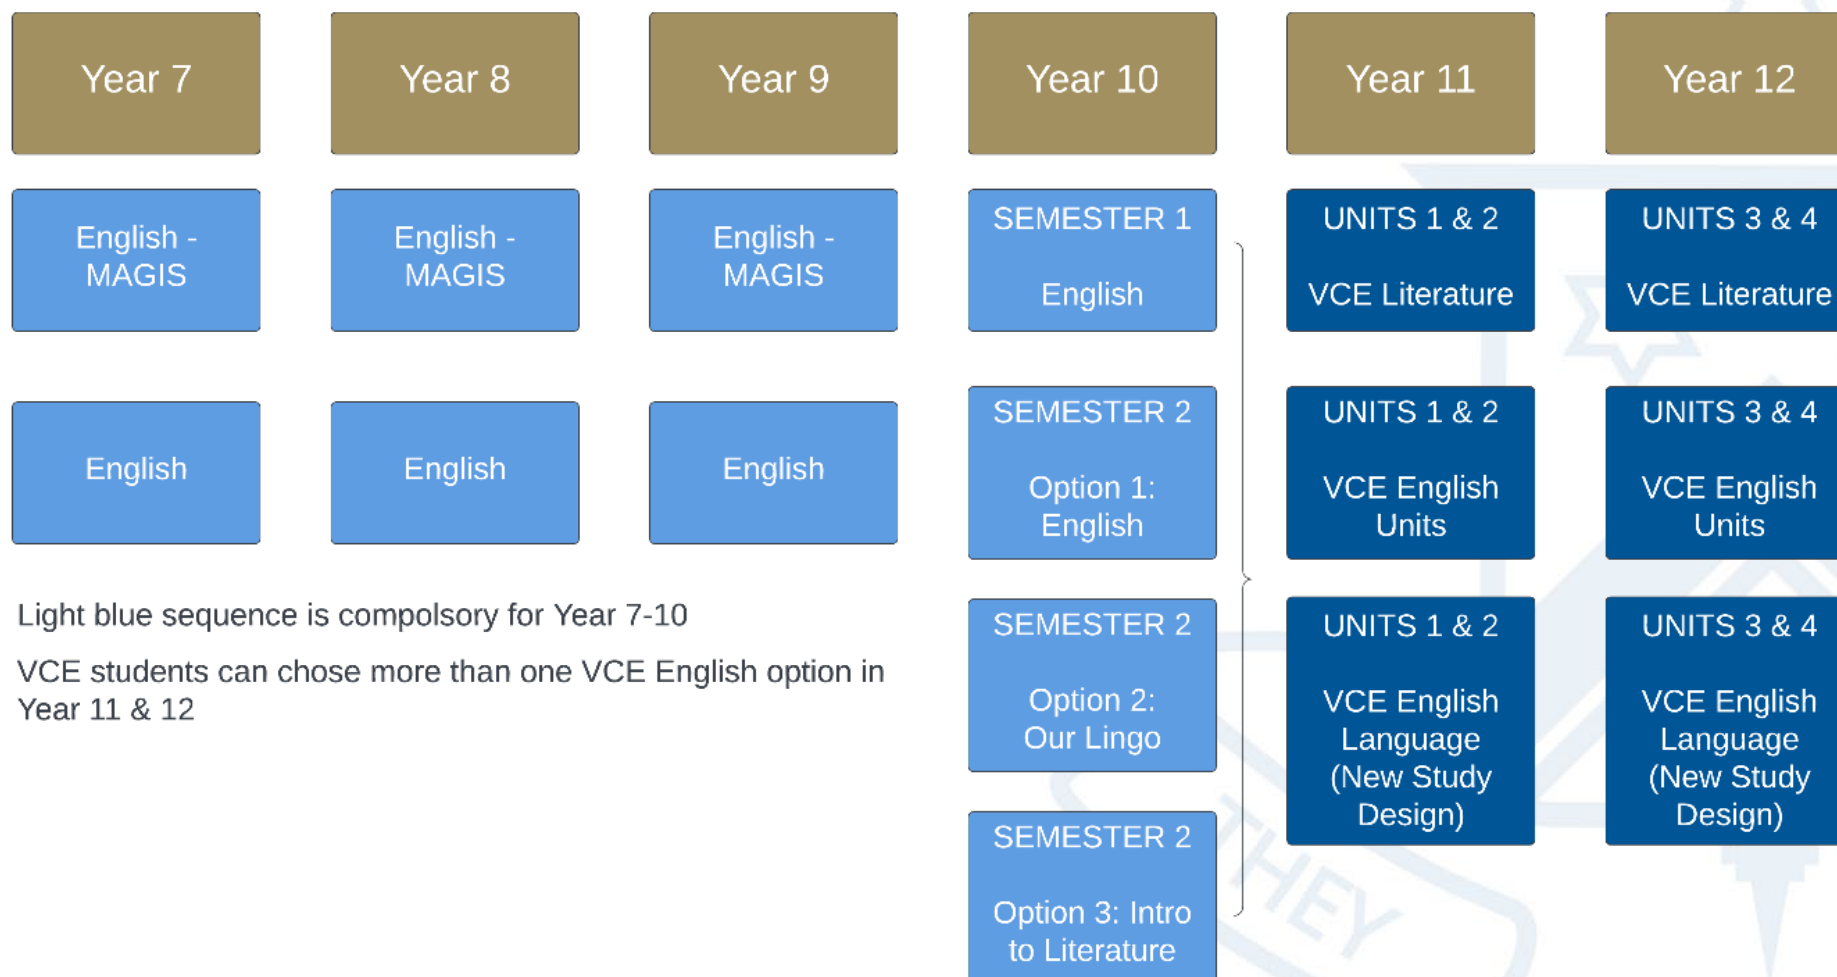 Year 7
Year 8
Year 9
Year 10
Year 11
Year 12
English -
MAGIS
English -
MAGIS
English -
MAGIS
SEMESTER 1
English
UNITS 1 & 2
VCE Literature
UNITS 3 & 4
VCE Literature
English
English
English
SEMESTER 2
Option 1:
English
UNITS 1 & 2
VCE English
Units
UNITS 3 & 4
VCE English
Units
Light blue sequence is compolsory for Year 7-10
VCE students can chose more than one VCE English option in
Year 11 & 12
SEMESTER 2
Option 2:
Our Lingo
UNITS 1 & 2
VCE English
Language
(New Study
Design)
UNITS 3 & 4
VCE English
Language
(New Study
Design)
SEMESTER 2
Option 3: Intro
to Literature
THEY